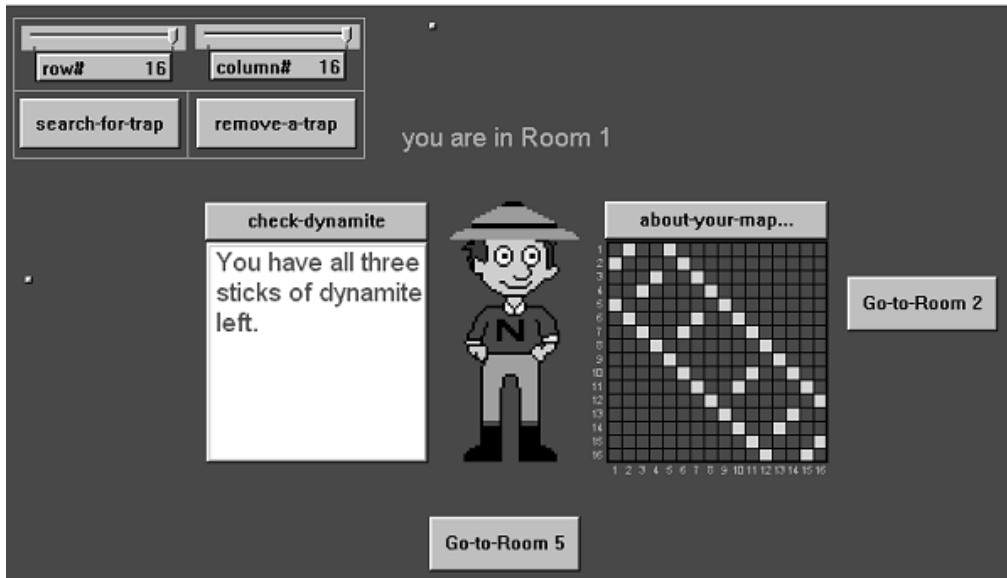 row# 16
column# 16
search-for-trap
remove-a-trap
you are in Room 1
check-dynamite
You have all three
sticks of dynamite
left.
N
about-your-map...
1
2
3
4
5
6
7
8
9
10
11
12
13
14
15
16
1 2 3 4 5 6 7 8 9 10 11 12 13 14 15 16
Go-to-Room 2
Go-to-Room 5